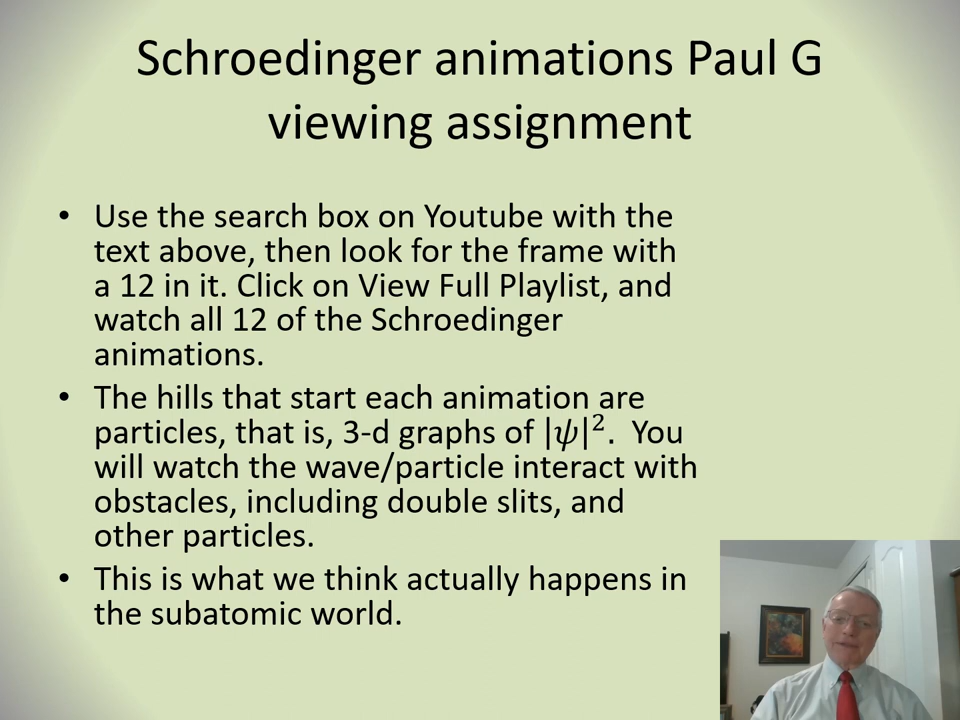 Schroedinger animations Paul G
viewing assignment
• Use the search box on Youtube with the
text above, then look for the frame with
a 12 in it. Click on View Full Playlist, and
watch all 12 of the Schroedinger
animations.
• The hills that start each animation are
particles, that is, 3-d graphs of |𝜓|². You
will watch the wave/particle interact with
obstacles, including double slits, and
other particles.
• This is what we think actually happens in
the subatomic world.